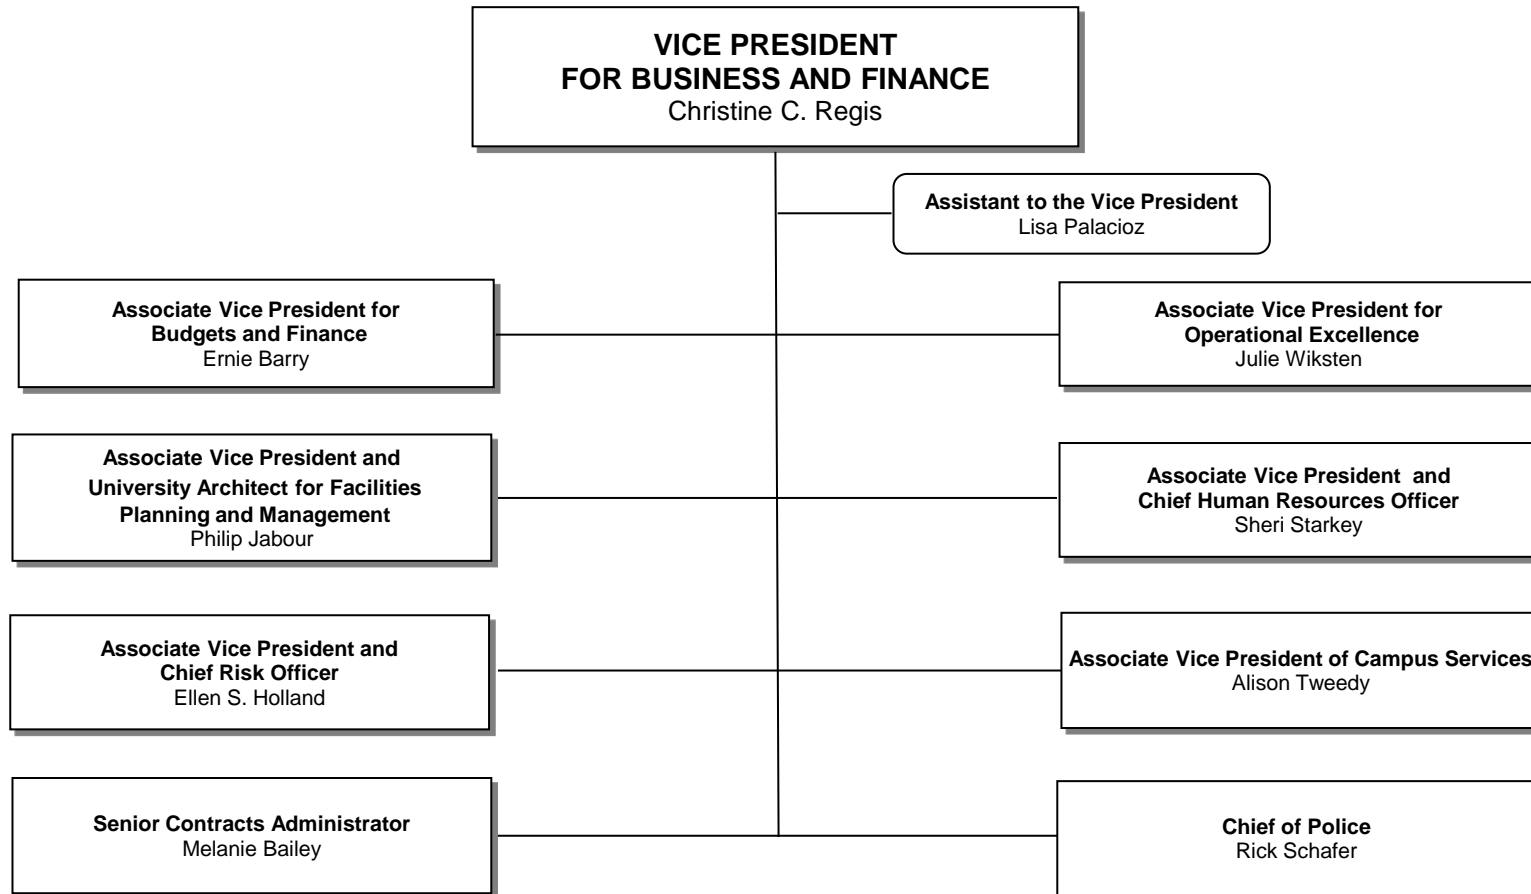 VICE PRESIDENT
FOR BUSINESS AND FINANCE
Christine C. Regis
Assistant to the Vice President
Lisa Palacioz
Associate Vice President for
Budgets and Finance
Ernie Barry
Associate Vice President for
Operational Excellence
Julie Wiksten
Associate Vice President and
University Architect for Facilities
Planning and Management
Philip Jabour
Associate Vice President and
Chief Human Resources Officer
Sheri Starkey
Associate Vice President and
Chief Risk Officer
Ellen S. Holland
Associate Vice President of Campus Services
Alison Tweedy
Senior Contracts Administrator
Melanie Bailey
Chief of Police
Rick Schafer